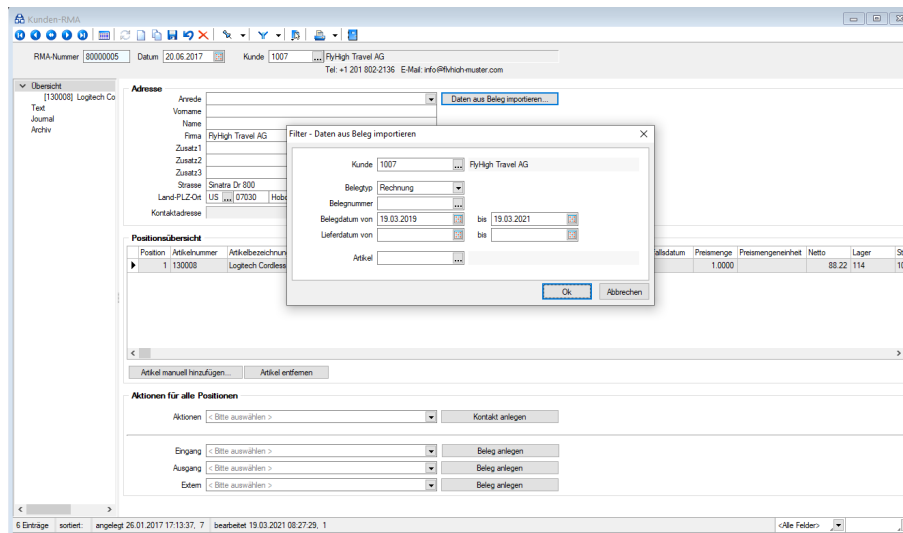 Kunden-RMA
RMA-Nummer 80000005 Datum 20.06.2017 Kunde 1007 ... FlyHigh Travel AG
Tel: +1 201 802-2136 E-Mail: info@flyhigh-muster.com
Übersicht
[130008] Logitech Co
Text
Journal
Archiv
Adresse
Anrede Daten aus Beleg importieren...
Vorname
Name
Firma FlyHigh Travel AG
Zusatz1
Zusatz2
Zusatz3
Strasse Sinatra Dr 800
Land-PLZ-Ort US ... 07030 Hobo
Kontaktadresse
Filter - Daten aus Beleg importieren
Kunde 1007 ... FlyHigh Travel AG
Belegtyp Rechnung
Belegnummer ...
Belegdatum von 19.03.2019 bis 19.03.2021
Lieferdatum von bis
Artikel ...
Ok Abbrechen
Positionsübersicht
Position Artikelnummer Artikelbezeichnun allsdatum Preismenge Preismengeneinheit Netto Lager St
1 130008 Logitech Cordless 1.0000 88.22 114 10
Artikel manuell hinzufügen... Artikel entfernen
Aktionen für alle Positionen
Aktionen < Bitte auswählen > Kontakt anlegen
Eingang < Bitte auswählen > Beleg anlegen
Ausgang < Bitte auswählen > Beleg anlegen
Extern < Bitte auswählen > Beleg anlegen
6 Einträge sortiert: angelegt 26.01.2017 17:13:37, 7 bearbeitet 19.03.2021 08:27:29, 1 <Alle Felder>